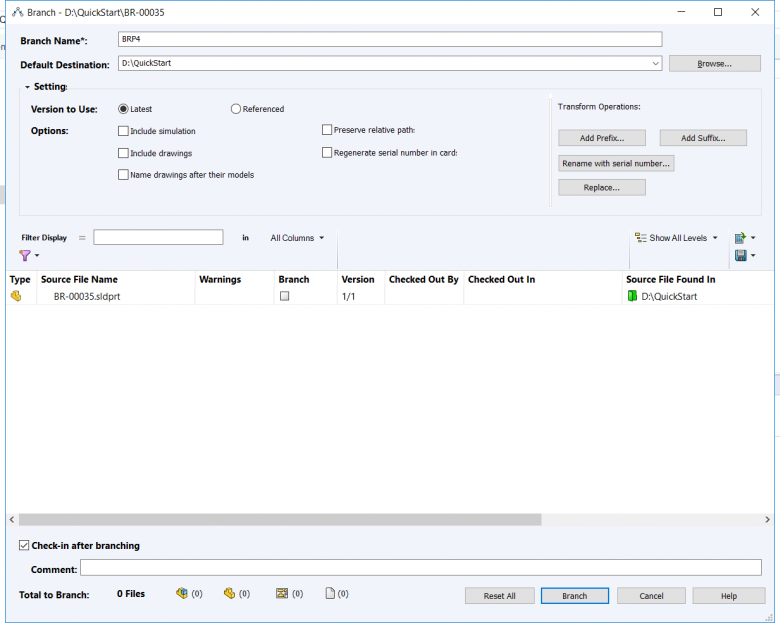 Branch - D:\QuickStart\BR-00035
Branch Name*: BRP4
Default Destination: D:\QuickStart Browse...
Setting:
Version to Use: Latest Referenced Transform Operations:
Options: Include simulation Preserve relative path:
Add Prefix... Add Suffix...
Include drawings Regenerate serial number in card:
Rename with serial number...
Name drawings after their models
Replace...
Filter Display = in All Columns Show All Levels
Type Source File Name Warnings Branch Version Checked Out By Checked Out In Source File Found In
BR-00035.sldprt 1/1 D:\QuickStart
Check-in after branching
Comment:
Total to Branch: 0 Files (0) (0) (0) (0) Reset All Branch Cancel Help